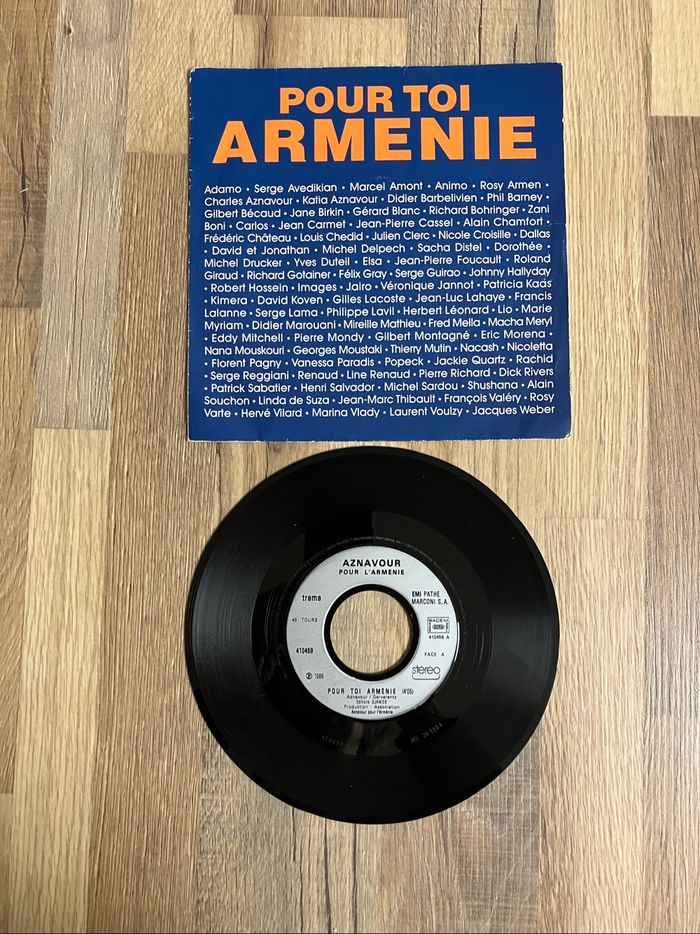 POUR TOI
ARMENIE
Adamo • Serge Avedikian • Marcel Amont • Animo • Rosy Armen •
Charles Aznavour • Katia Aznavour • Didier Barbelivien • Phil Barney •
Gilbert Bécaud • Jane Birkin • Gérard Blanc • Richard Bohringer • Zani
Boni • Carlos • Jean Carmet • Jean-Pierre Cassel • Alain Chamfort •
Frédéric Château • Louis Chedid • Julien Clerc • Nicole Croisille • Dallas
• David et Jonathan • Michel Delpech • Sacha Distel • Dorothée •
Michel Drucker • Yves Duteil • Elsa • Jean-Pierre Foucault • Roland
Giraud • Richard Gotainer • Félix Gray • Serge Guirao • Johnny Hallyday
• Robert Hossein • Images • Jairo • Véronique Jannot • Patricia Kaas
• Kimera • David Koven • Gilles Lacoste • Jean-Luc Lahaye • Francis
Lalanne • Serge Lama • Philippe Lavil • Herbert Léonard • Lio • Marie
Myriam • Didier Marouani • Mireille Mathieu • Fred Mella • Macha Meryl
• Eddy Mitchell • Pierre Mondy • Gilbert Montagné • Eric Morena •
Nana Mouskouri • Georges Moustaki • Thierry Mutin • Nacash • Nicoletta
• Florent Pagny • Vanessa Paradis • Popeck • Jackie Quartz • Rachid
• Serge Reggiani • Renaud • Line Renaud • Pierre Richard • Dick Rivers
• Patrick Sabatier • Henri Salvador • Michel Sardou • Shushana • Alain
Souchon • Linda de Suza • Jean-Marc Thibault • François Valéry • Rosy
Varte • Hervé Vilard • Marina Vlady • Laurent Voulzy • Jacques Weber
AZNAVOUR
POUR L'ARMÉNIE
trema
EMI PATHÉ
MARCONI S.A.
45 TOURS
SACEM
410459 A
410459
FACE A
℗ 1989
stereo
POUR TOI ARMÉNIE (4'05)
Aznavour / Garvarentz
Editions DJANIK
Production : Association
Aznavour pour l'Arménie